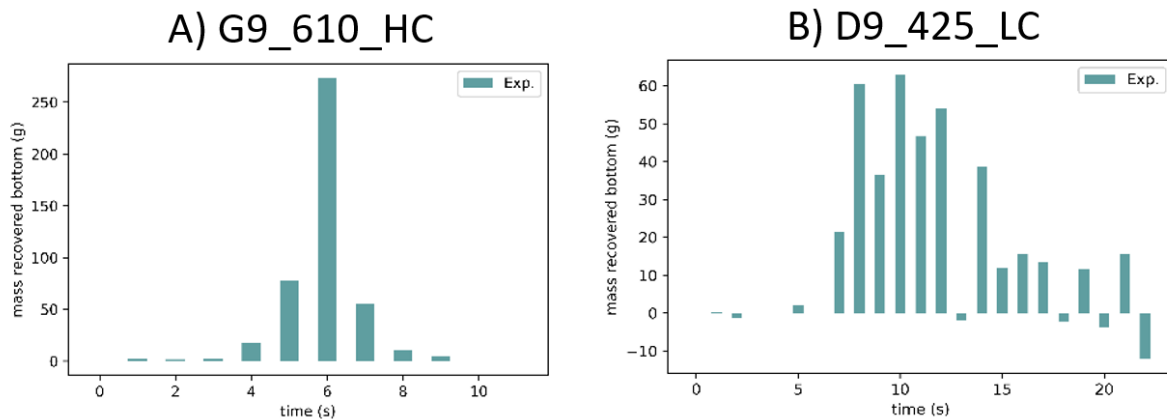 A) G9_610_HC
B) D9_425_LC
Exp.
mass recovered bottom (g)
250
200
150
100
50
0
0 2 4 6 8 10
time (s)
Exp.
mass recovered bottom (g)
60
50
40
30
20
10
0
−10
0 5 10 15 20
time (s)